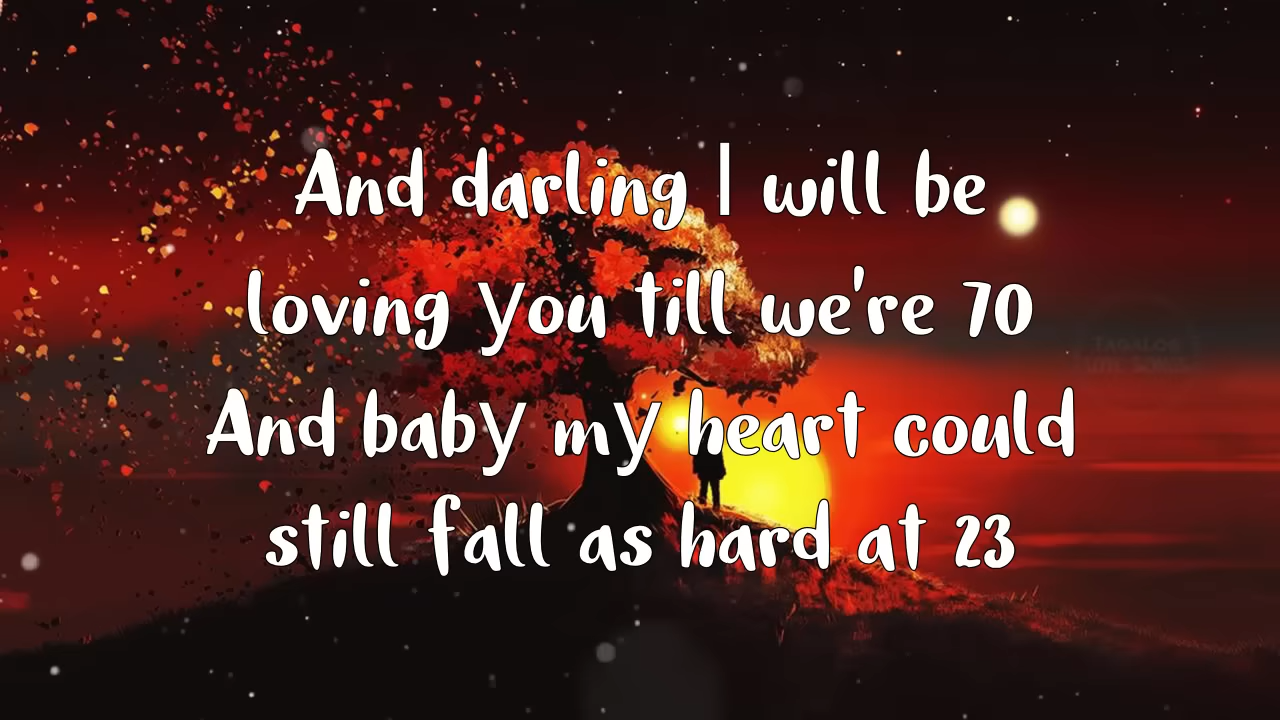 And darling I will be
loving you till we're 70
And baby my heart could
still fall as hard at 23